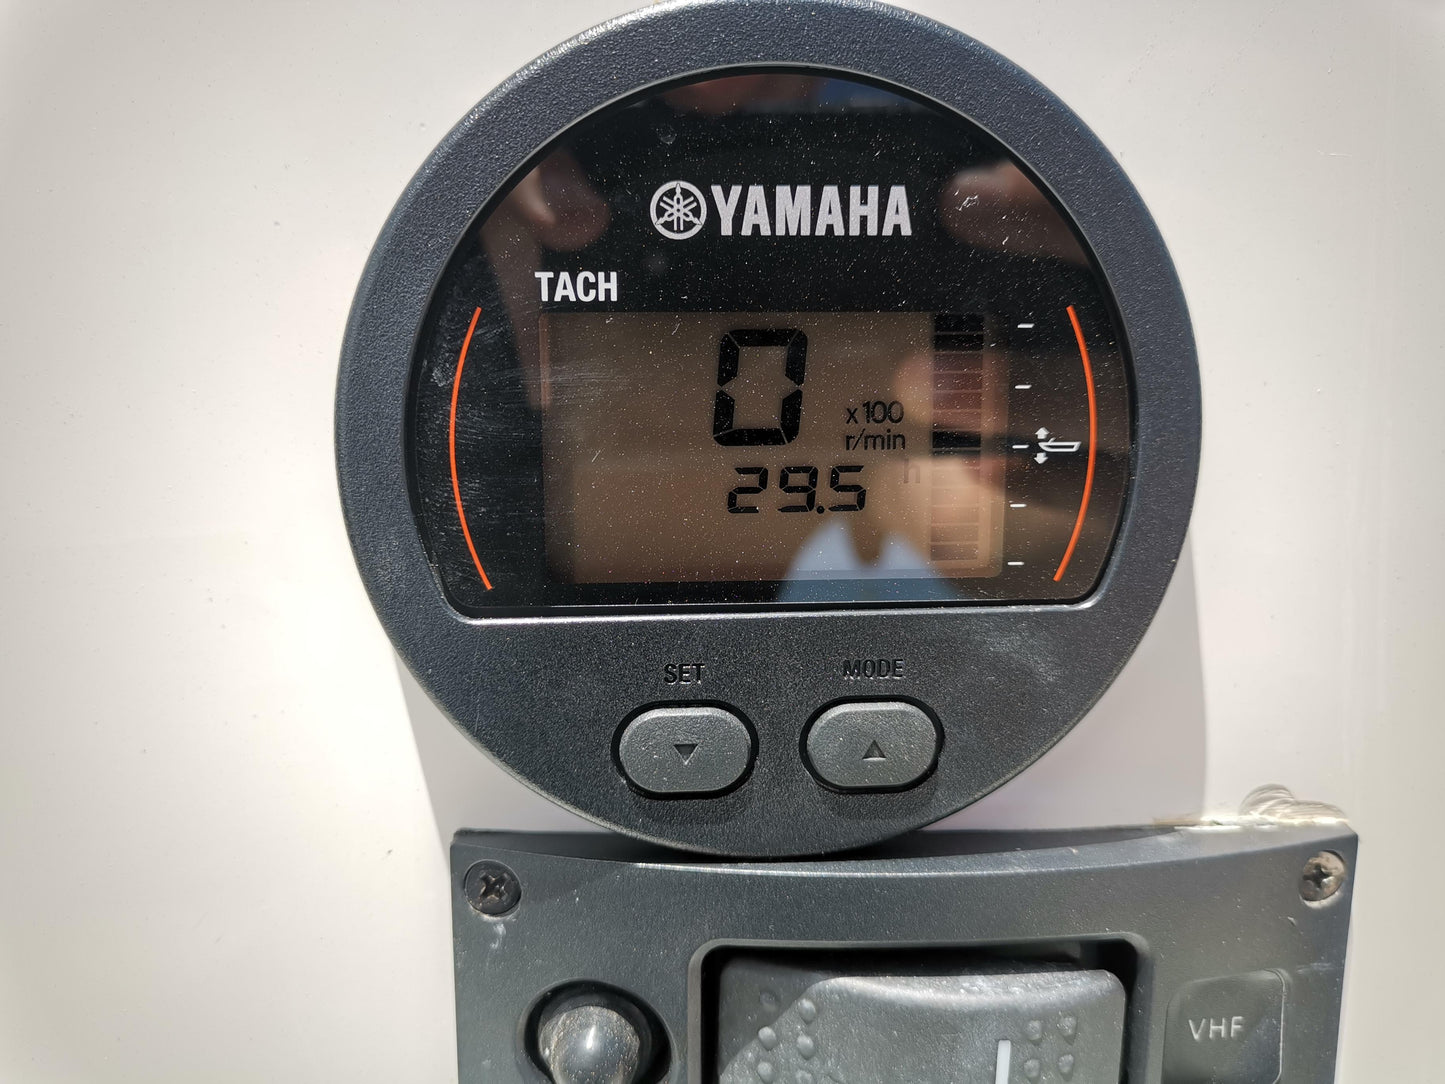 YAMAHA
TACH
0
x100
r/min
29.5 h
SET
MODE
VHF